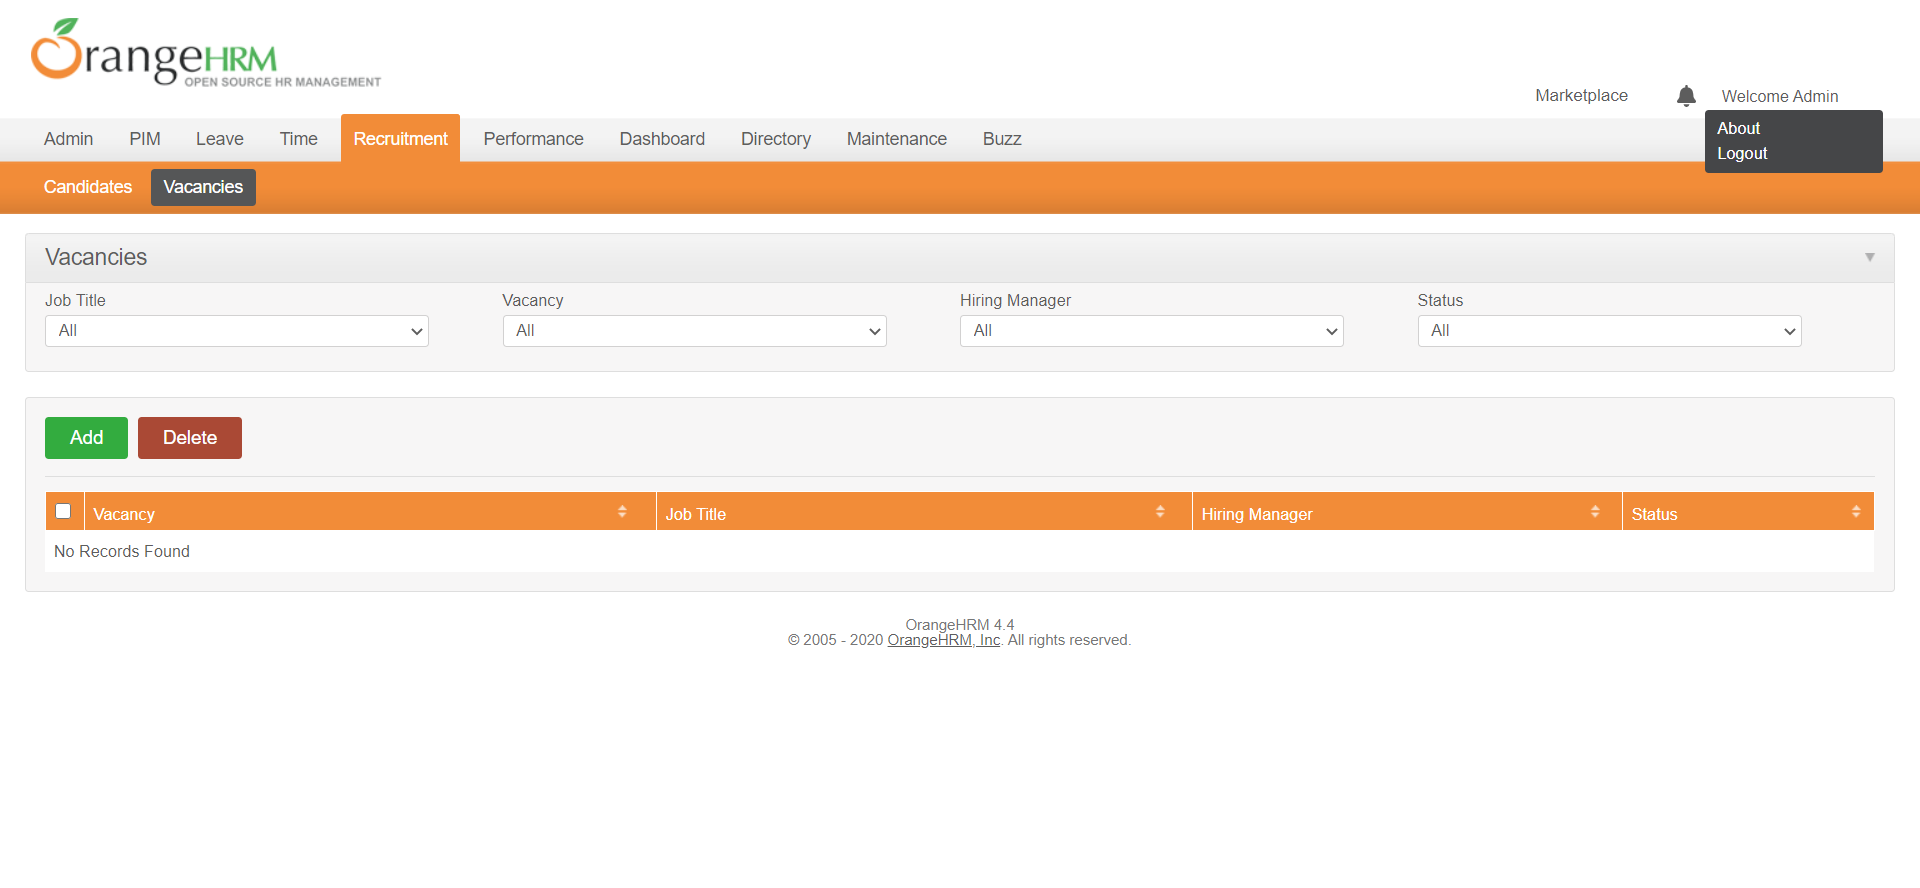 OrangeHRM
OPEN SOURCE HR MANAGEMENT
Marketplace Welcome Admin
About
Logout
Admin PIM Leave Time Recruitment Performance Dashboard Directory Maintenance Buzz
Candidates Vacancies
Vacancies
Job Title Vacancy Hiring Manager Status
All All All All
Add Delete
Vacancy Job Title Hiring Manager Status
No Records Found
OrangeHRM 4.4
© 2005 - 2020 OrangeHRM, Inc. All rights reserved.